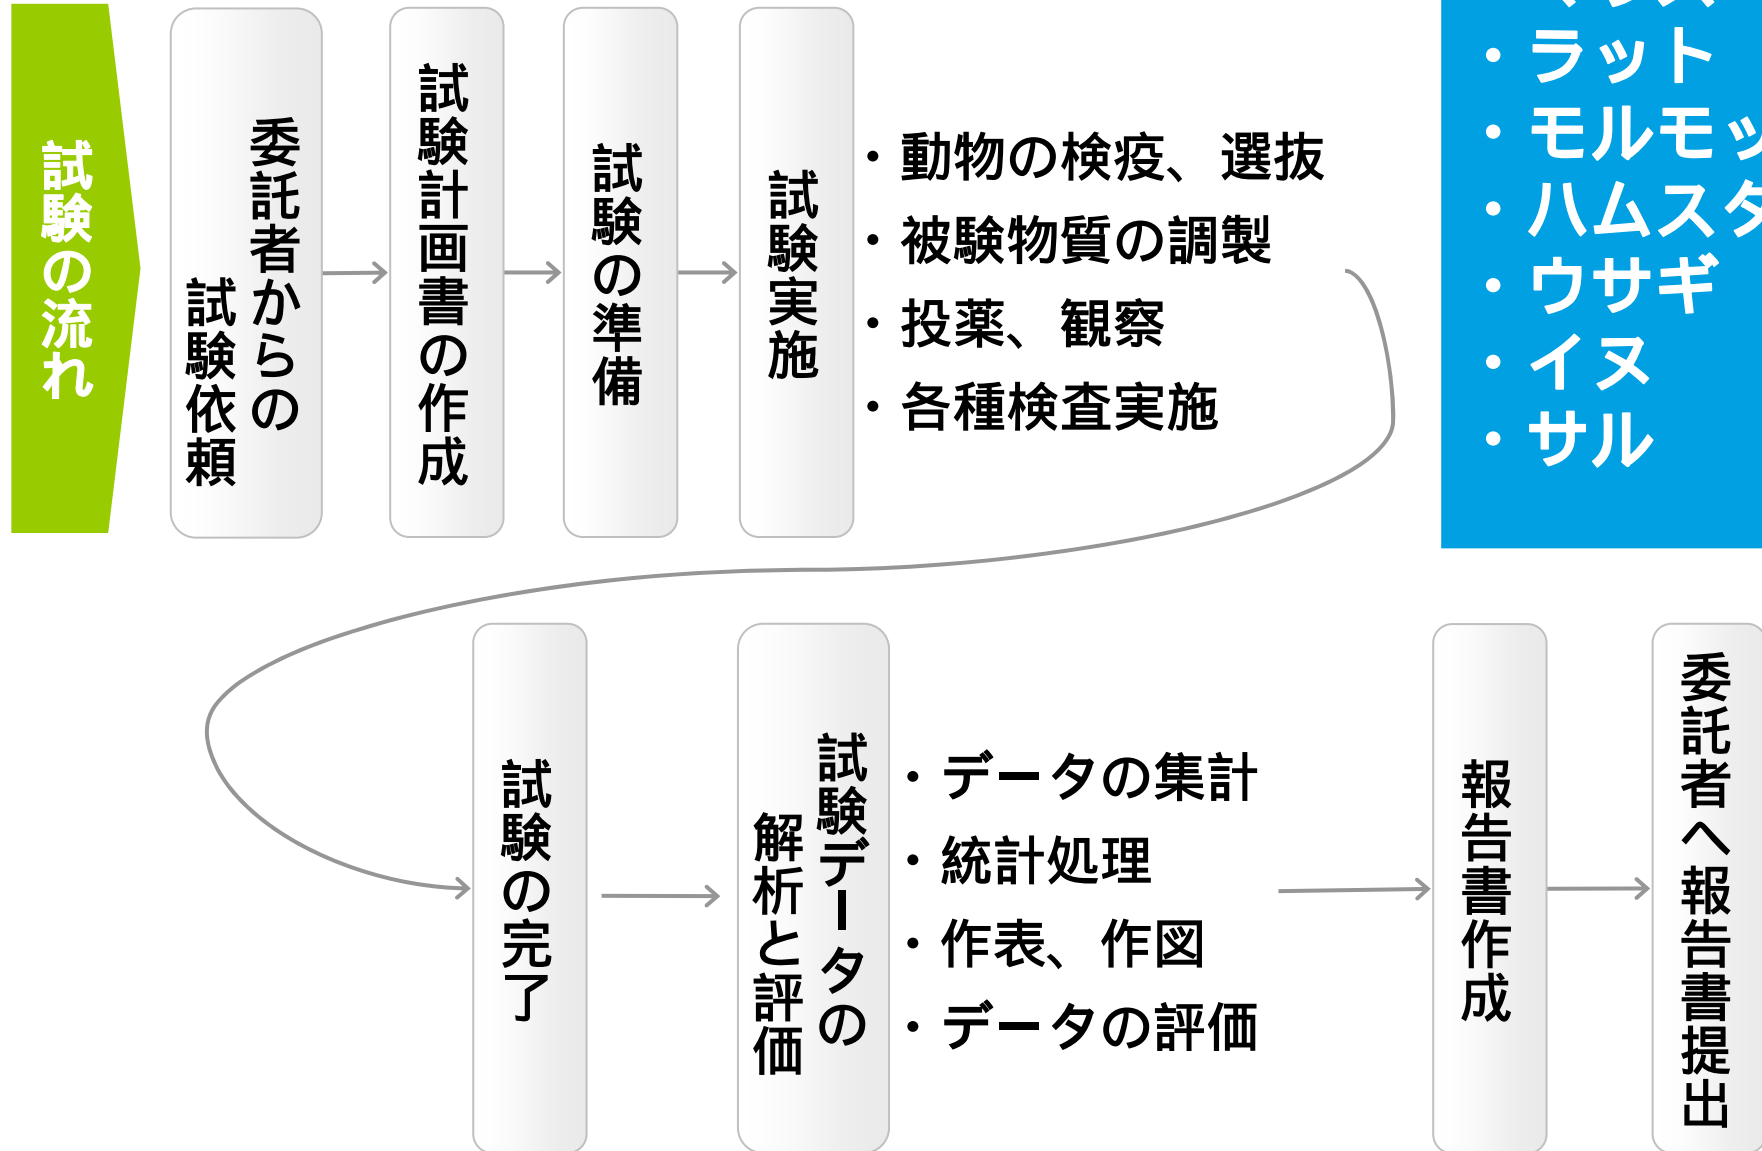 試験の流れ
委託者からの
試験依頼
試験計画書の作成
試験の準備
試験実施
・動物の検疫、選抜
・被験物質の調製
・投薬、観察
・各種検査実施
・ラット
・モルモッ
・ハムスタ
・ウサギ
・イヌ
・サル
試験の完了
試験データの
解析と評価
・データの集計
・統計処理
・作表、作図
・データの評価
報告書作成
委託者へ報告書提出